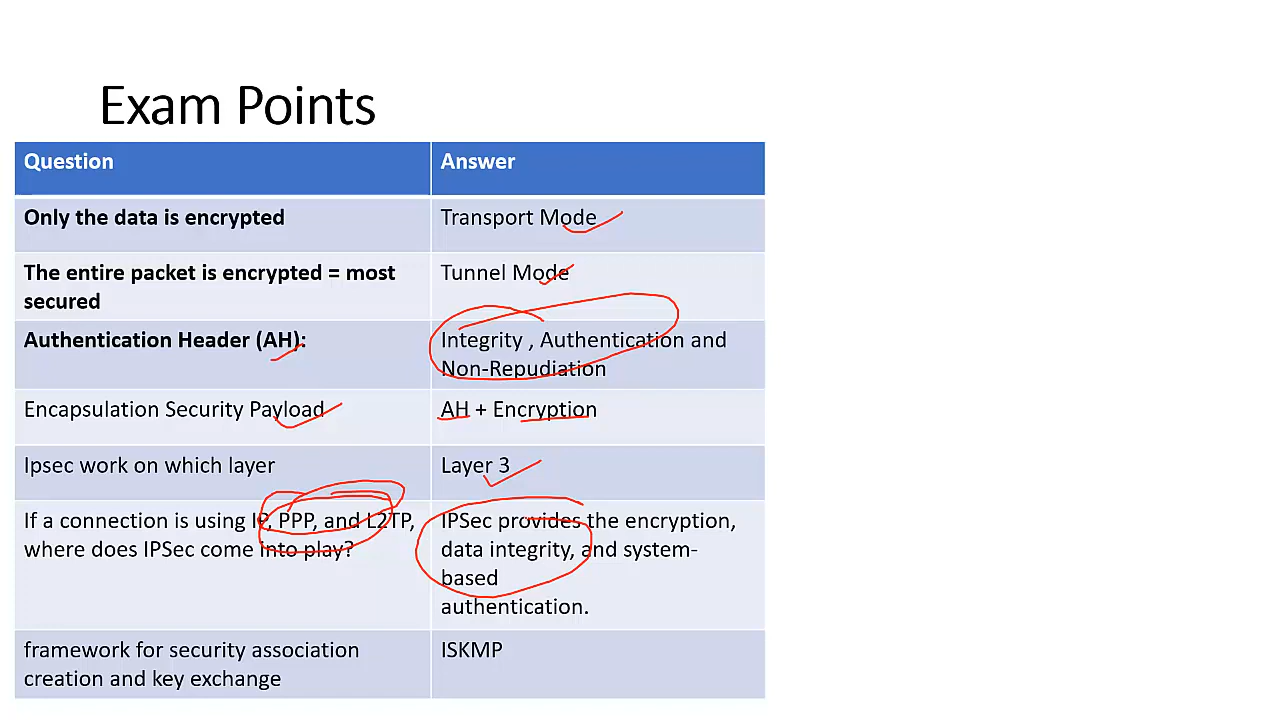 Exam Points
Question
Answer
Only the data is encrypted
Transport Mode
The entire packet is encrypted = most
secured
Tunnel Mode
Authentication Header (AH):
Integrity , Authentication and
Non-Repudiation
Encapsulation Security Payload
AH + Encryption
Ipsec work on which layer
Layer 3
If a connection is using IP, PPP, and L2TP,
where does IPSec come into play?
IPSec provides the encryption,
data integrity, and system-
based
authentication.
framework for security association
creation and key exchange
ISKMP